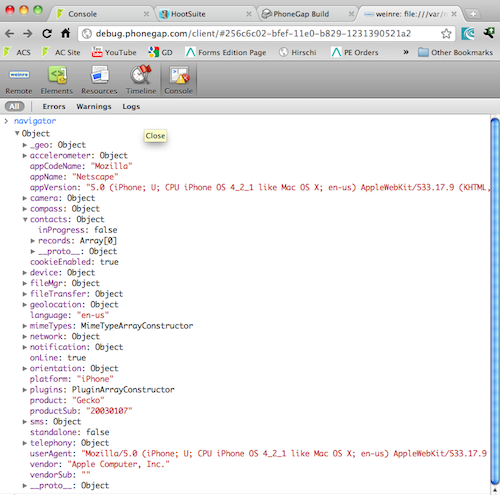 Console
HootSuite
PhoneGap Build
weinre: file:///var/e
debug.phonegap.com/client/#256c6c02-bfef-11e0-b829-1231390521a2
ACS
AC Site
YouTube
GD
Forms Edition Page
Hirschi
PE Orders
»
Other Bookmarks
weinre
Remote
Elements
Resources
Timeline
Console
All
Errors
Warnings
Logs
> navigator
▼Object
▶_geo: Object
▶accelerometer: Object
appCodeName: "Mozilla"
appName: "Netscape"
appVersion: "5.0 (iPhone; U; CPU iPhone OS 4_2_1 like Mac OS X; en-us) AppleWebKit/533.17.9 (KHTML,
▶camera: Object
▶compass: Object
▼contacts: Object
inProgress: false
▶records: Array[0]
▶__proto__: Object
cookieEnabled: true
▶device: Object
▶fileMgr: Object
▶fileTransfer: Object
▶geolocation: Object
language: "en-us"
▶mimeTypes: MimeTypeArrayConstructor
▶network: Object
▶notification: Object
onLine: true
▶orientation: Object
platform: "iPhone"
▶plugins: PluginArrayConstructor
product: "Gecko"
productSub: "20030107"
▶sms: Object
standalone: false
▶telephony: Object
userAgent: "Mozilla/5.0 (iPhone; U; CPU iPhone OS 4_2_1 like Mac OS X; en-us) AppleWebKit/533.17.9
vendor: "Apple Computer, Inc."
vendorSub: ""
▶__proto__: Object
Close